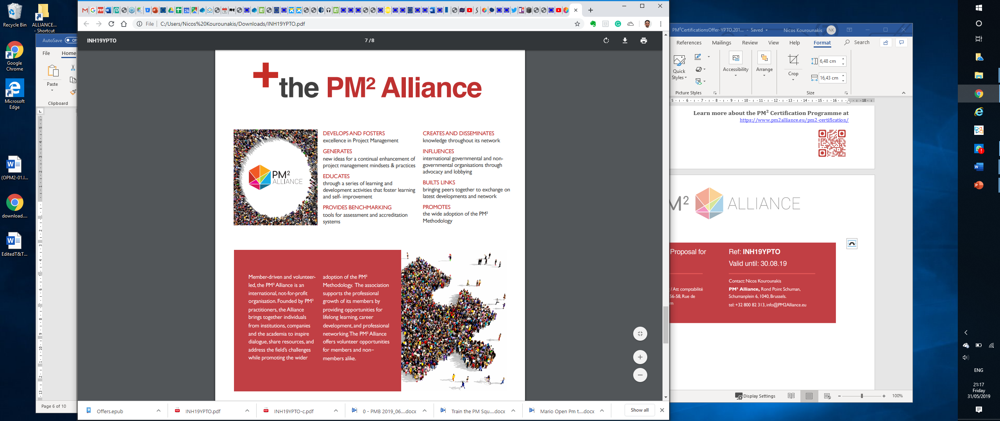 Recycle Bin
ALLIANCE...
- Shortcut
Google
Chrome
Microsoft
Edge
(OPM2-01.I...
download....
EditedT&T...
AutoSave
File
Home
Paste
Clipboard
Page 6 of 10
File
C:/Users/Nicos%20Kourounakis/Downloads/INH19YPTO.pdf
INH19YPTO
7 / 8
the PM² Alliance
PM²
ALLIANCE
DEVELOPS AND FOSTERS
excellence in Project Management
GENERATES
new ideas for a continual enhancement of
project management mindsets & practices
EDUCATES
through a series of learning and
development activities that foster learning
and self- improvement
PROVIDES BENCHMARKING
tools for assessment and accreditation
systems
CREATES AND DISSEMINATES
knowledge throughout its network
INFLUENCES
international governmental and non-
governmental organisations through
advocacy and lobbying
BUILTS LINKS
bringing peers together to exchange on
latest developments and network
PROMOTES
the wide adoption of the PM²
Methodology
Member-driven and volunteer-
led, the PM² Alliance is an
international, not-for-profit
organisation. Founded by PM²
practitioners, the Alliance
brings together individuals
from institutions, companies
and the academia to inspire
dialogue, share resources, and
address the field's challenges
while promoting the wider
adoption of the PM²
Methodology. The association
supports the professional
growth of its members by
providing opportunities for
lifelong learning, career
development, and professional
networking. The PM² Alliance
offers volunteer opportunities
for members and non–
members alike.
Offers.epub
INH19YPTO.pdf
INH19YPTO-c.pdf
0 - PMB 2019_06....docx
Train the PM Squ....docx
Mario Open Pm t....docx
Show all
PM²CertificationsOffer-YPTO.201... - Saved
Nicos Kourounakis
NK
References
Mailings
Review
View
Help
Format
Search
Quick
Styles
Picture Styles
Accessibility
Arrange
Crop
6,48 cm
16,43 cm
Size
Learn more about the PM² Certification Programme at
https://www.pm2alliance.eu/pm2-certification/
M² ALLIANCE
Proposal for
/ Att comptabilité
56-58, Rue de
Ref: INH19YPTO
Valid until: 30.08.19
Contact: Nicos Kourounakis
PM² Alliance, Rond Point Schuman,
Schumanplein 6, 1040, Brussels.
tel: +32 800 82 313, info@PM2Alliance.eu
Display Settings
100%
ENG
21:17
Friday
31/05/2019